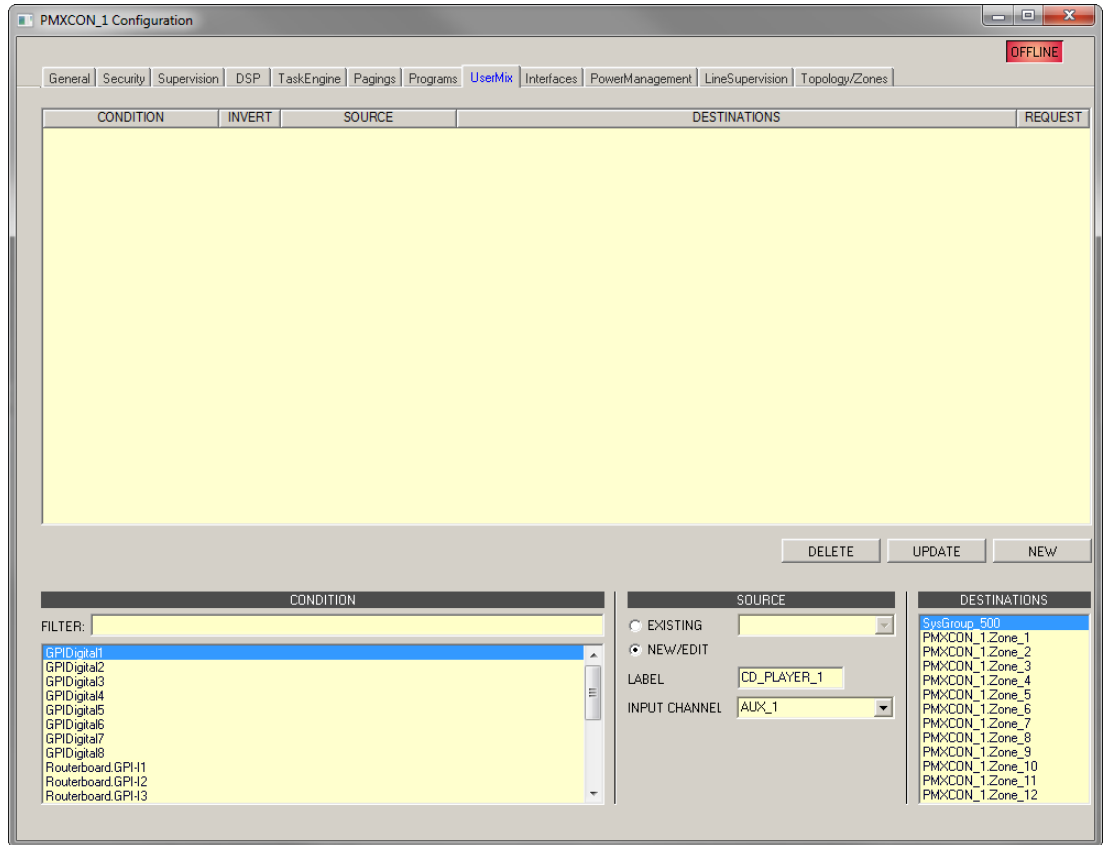 PMXCON_1 Configuration
OFFLINE
General Security Supervision DSP TaskEngine Pagings Programs UserMix Interfaces PowerManagement LineSupervision Topology/Zones
CONDITION INVERT SOURCE DESTINATIONS REQUEST
DELETE UPDATE NEW
CONDITION
FILTER:
GPIDigital1
GPIDigital2
GPIDigital3
GPIDigital4
GPIDigital5
GPIDigital6
GPIDigital7
GPIDigital8
Routerboard.GPI-I1
Routerboard.GPI-I2
Routerboard.GPI-I3
SOURCE
EXISTING
NEW/EDIT
LABEL CD_PLAYER_1
INPUT CHANNEL AUX_1
DESTINATIONS
SysGroup_500
PMXCON_1.Zone_1
PMXCON_1.Zone_2
PMXCON_1.Zone_3
PMXCON_1.Zone_4
PMXCON_1.Zone_5
PMXCON_1.Zone_6
PMXCON_1.Zone_7
PMXCON_1.Zone_8
PMXCON_1.Zone_9
PMXCON_1.Zone_10
PMXCON_1.Zone_11
PMXCON_1.Zone_12